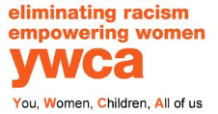 eliminating racism
empowering women
ywca
You, Women, Children, All of us